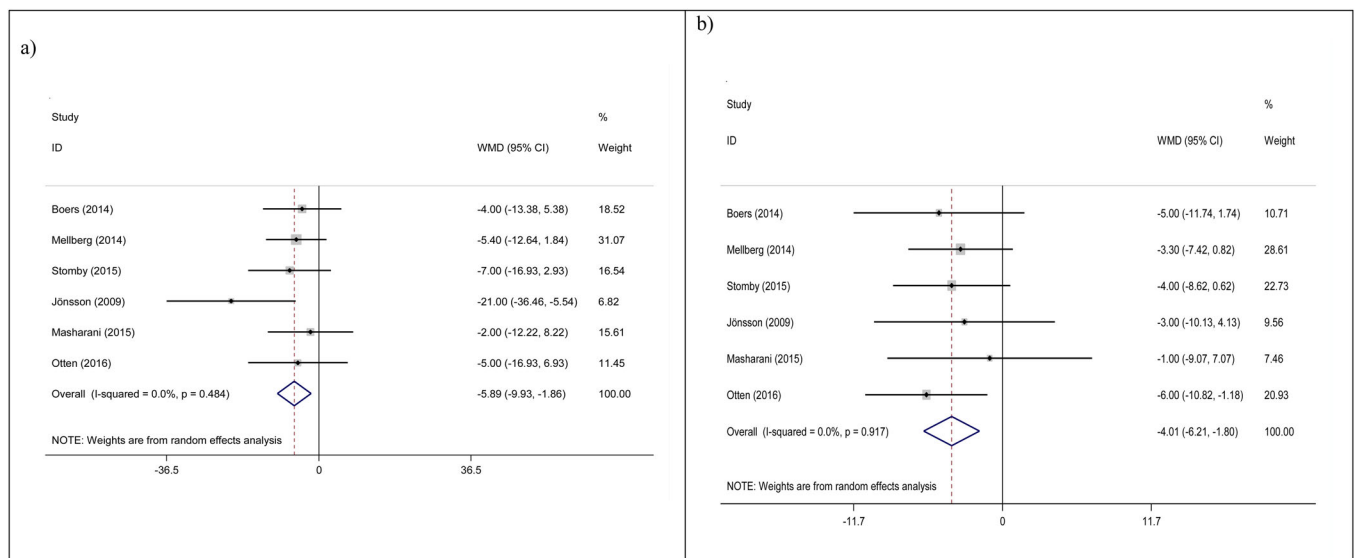 a)
Study %
ID WMD (95% CI) Weight
Boers (2014) -4.00 (-13.38, 5.38) 18.52
Mellberg (2014) -5.40 (-12.64, 1.84) 31.07
Stomby (2015) -7.00 (-16.93, 2.93) 16.54
Jönsson (2009) -21.00 (-36.46, -5.54) 6.82
Masharani (2015) -2.00 (-12.22, 8.22) 15.61
Otten (2016) -5.00 (-16.93, 6.93) 11.45
Overall (I-squared = 0.0%, p = 0.484) -5.89 (-9.93, -1.86) 100.00
NOTE: Weights are from random effects analysis
-36.5 0 36.5
b)
Study %
ID WMD (95% CI) Weight
Boers (2014) -5.00 (-11.74, 1.74) 10.71
Mellberg (2014) -3.30 (-7.42, 0.82) 28.61
Stomby (2015) -4.00 (-8.62, 0.62) 22.73
Jönsson (2009) -3.00 (-10.13, 4.13) 9.56
Masharani (2015) -1.00 (-9.07, 7.07) 7.46
Otten (2016) -6.00 (-10.82, -1.18) 20.93
Overall (I-squared = 0.0%, p = 0.917) -4.01 (-6.21, -1.80) 100.00
NOTE: Weights are from random effects analysis
-11.7 0 11.7